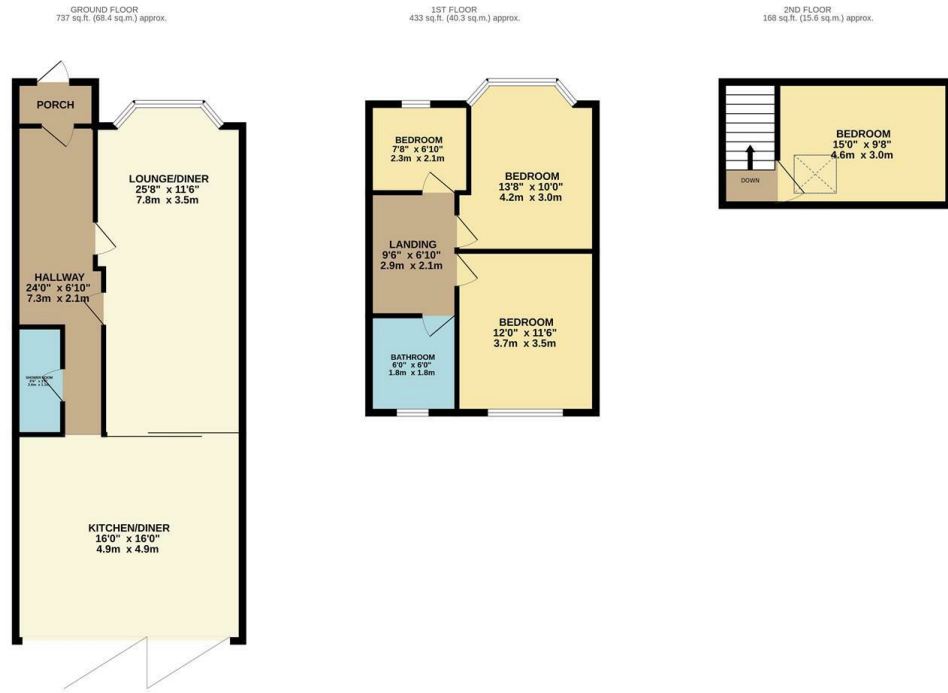 GROUND FLOOR
737 sq.ft. (68.4 sq.m.) approx.
PORCH
LOUNGE/DINER
25'8" x 11'6"
7.8m x 3.5m
HALLWAY
24'0" x 6'10"
7.3m x 2.1m
SHOWER ROOM
KITCHEN/DINER
16'0" x 16'0"
4.9m x 4.9m
1ST FLOOR
433 sq.ft. (40.3 sq.m.) approx.
BEDROOM
7'8" x 6'10"
2.3m x 2.1m
BEDROOM
13'8" x 10'0"
4.2m x 3.0m
LANDING
9'6" x 6'10"
2.9m x 2.1m
BEDROOM
12'0" x 11'6"
3.7m x 3.5m
BATHROOM
6'0" x 6'0"
1.8m x 1.8m
2ND FLOOR
168 sq.ft. (15.6 sq.m.) approx.
BEDROOM
15'0" x 9'8"
4.6m x 3.0m
DOWN